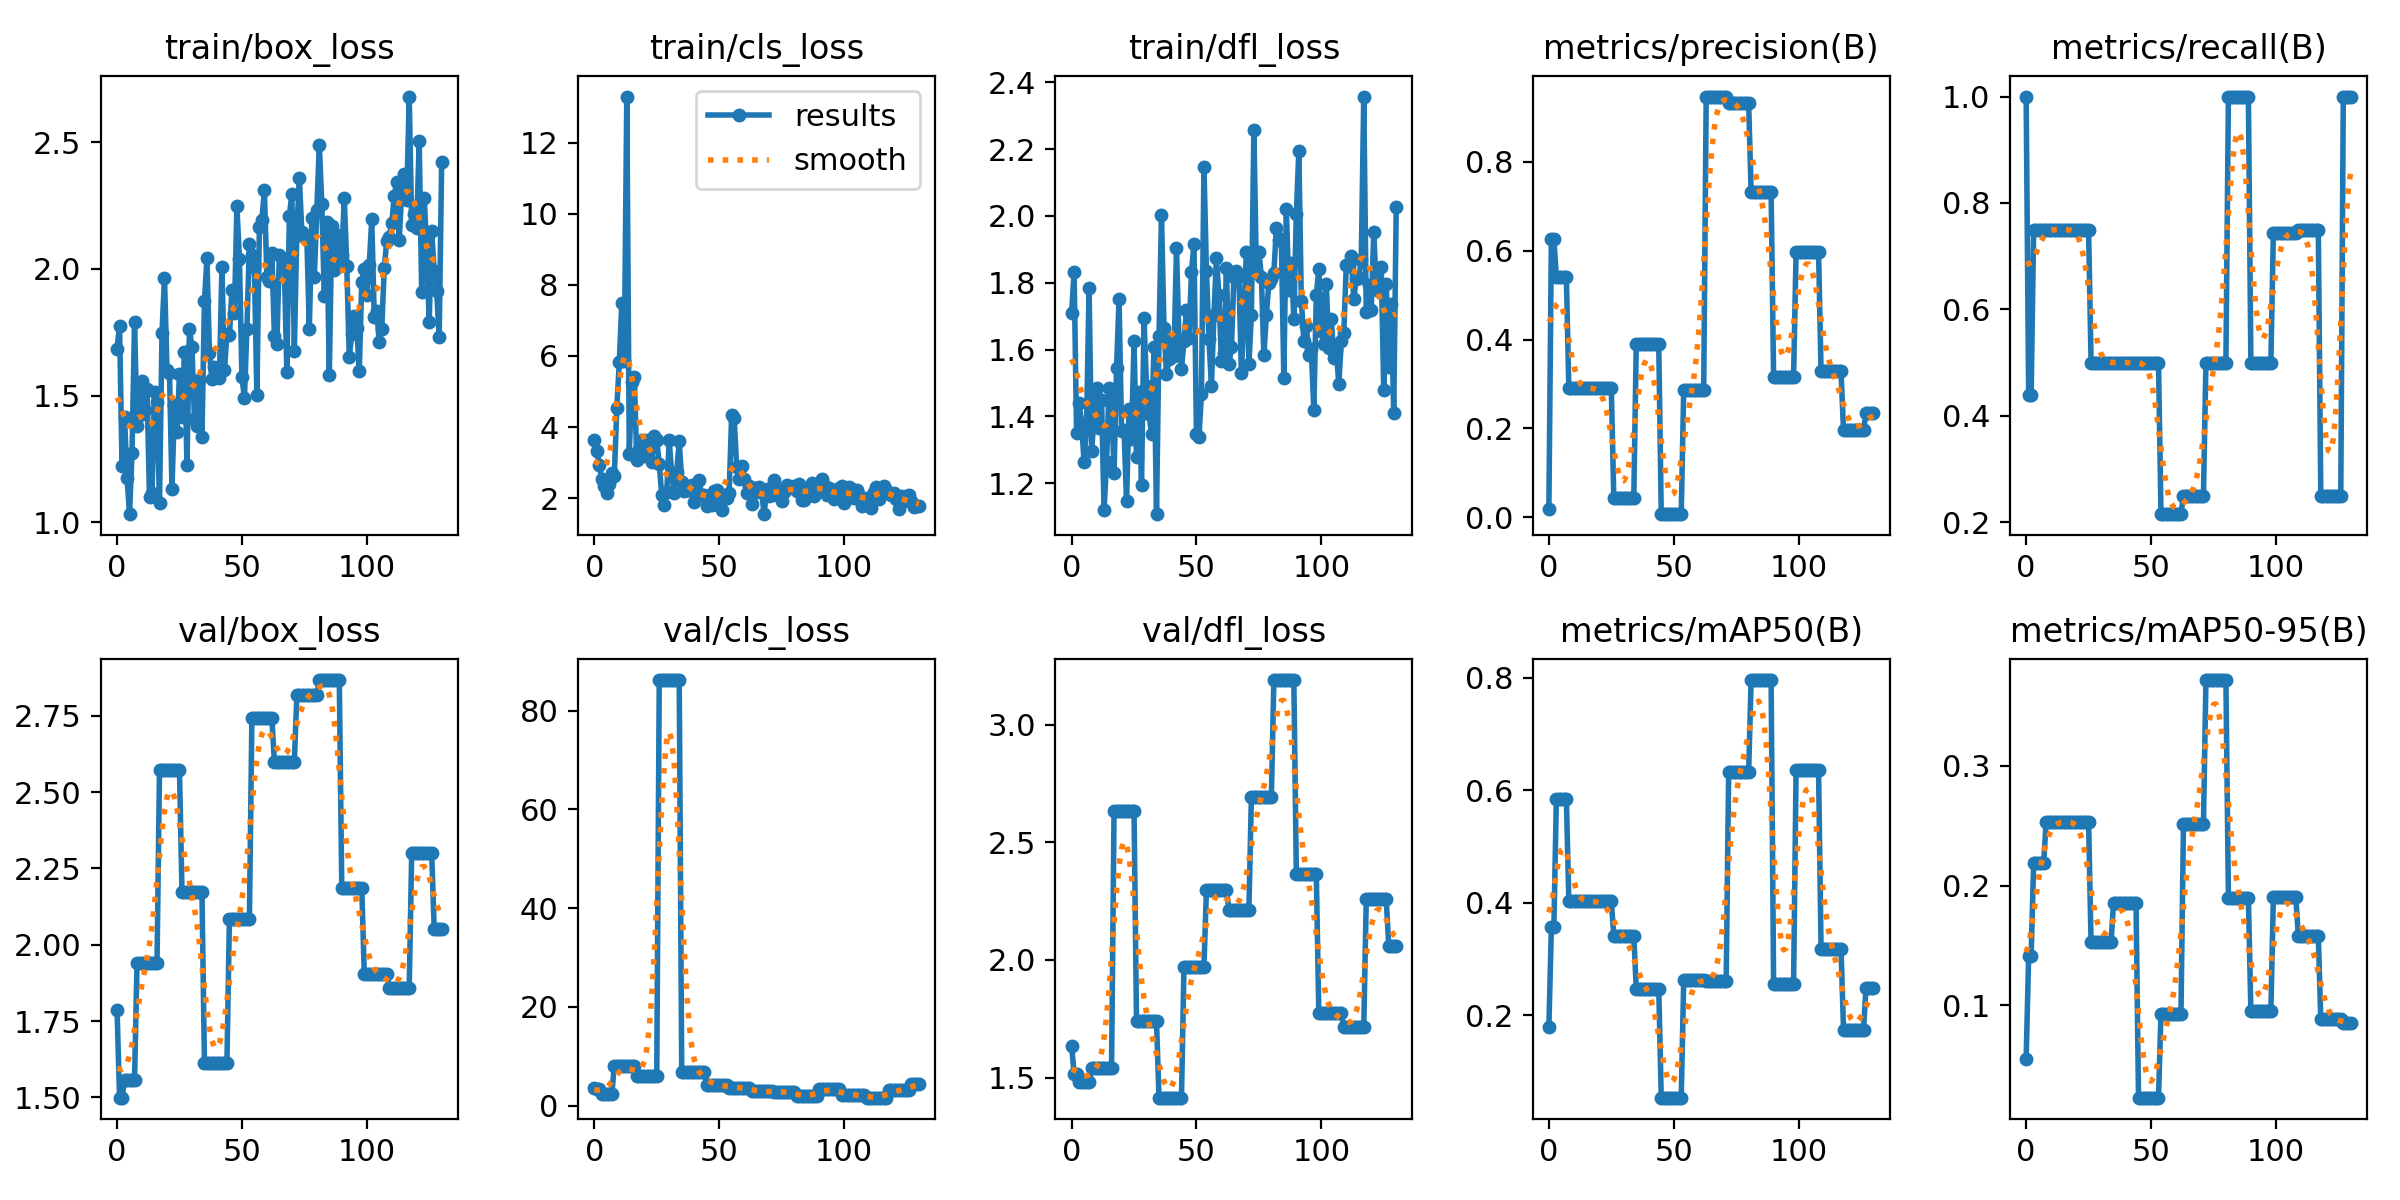 train/box_loss
2.5
2.0
1.5
1.0
0 50 100
train/cls_loss
12
10
8
6
4
2
0 50 100
results
smooth
train/dfl_loss
2.4
2.2
2.0
1.8
1.6
1.4
1.2
0 50 100
metrics/precision(B)
0.8
0.6
0.4
0.2
0.0
0 50 100
metrics/recall(B)
1.0
0.8
0.6
0.4
0.2
0 50 100
val/box_loss
2.75
2.50
2.25
2.00
1.75
1.50
0 50 100
val/cls_loss
80
60
40
20
0
0 50 100
val/dfl_loss
3.0
2.5
2.0
1.5
0 50 100
metrics/mAP50(B)
0.8
0.6
0.4
0.2
0 50 100
metrics/mAP50-95(B)
0.3
0.2
0.1
0 50 100